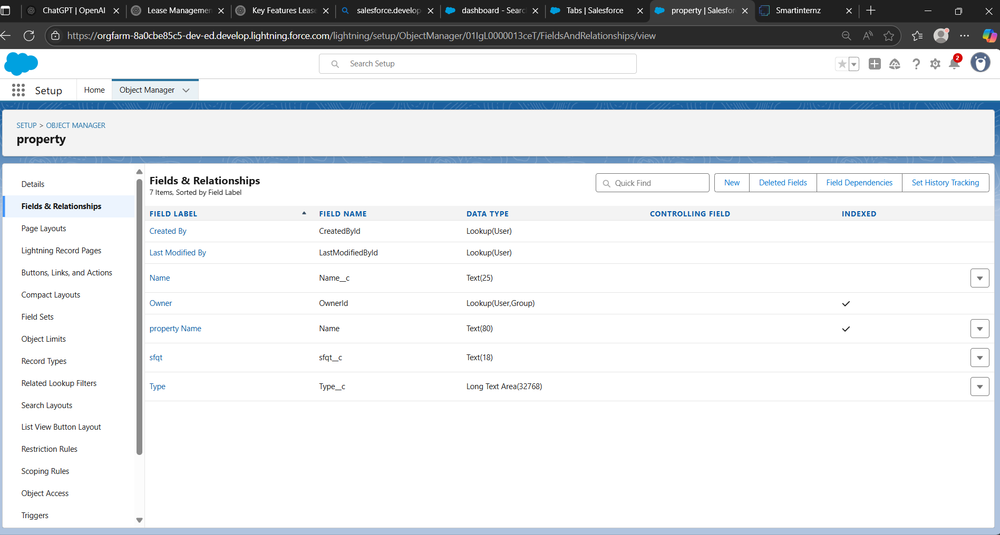 ChatGPT | OpenAI
Lease Managemen
Key Features Lease
salesforce.develop
dashboard - Searc
Tabs | Salesforce
property | Salesfor
Smartinternz
https://orgfarm-8a0cbe85c5-dev-ed.develop.lightning.force.com/lightning/setup/ObjectManager/01IgL0000013ceT/FieldsAndRelationships/view
Search Setup
2
Setup
Home
Object Manager
SETUP > OBJECT MANAGER
property
Details
Fields & Relationships
Page Layouts
Lightning Record Pages
Buttons, Links, and Actions
Compact Layouts
Field Sets
Object Limits
Record Types
Related Lookup Filters
Search Layouts
List View Button Layout
Restriction Rules
Scoping Rules
Object Access
Triggers
Fields & Relationships
7 Items, Sorted by Field Label
Quick Find
New
Deleted Fields
Field Dependencies
Set History Tracking
FIELD LABEL FIELD NAME DATA TYPE CONTROLLING FIELD INDEXED
Created By CreatedById Lookup(User)
Last Modified By LastModifiedById Lookup(User)
Name Name__c Text(25)
Owner OwnerId Lookup(User,Group)
property Name Name Text(80)
sfqt sfqt__c Text(18)
Type Type__c Long Text Area(32768)